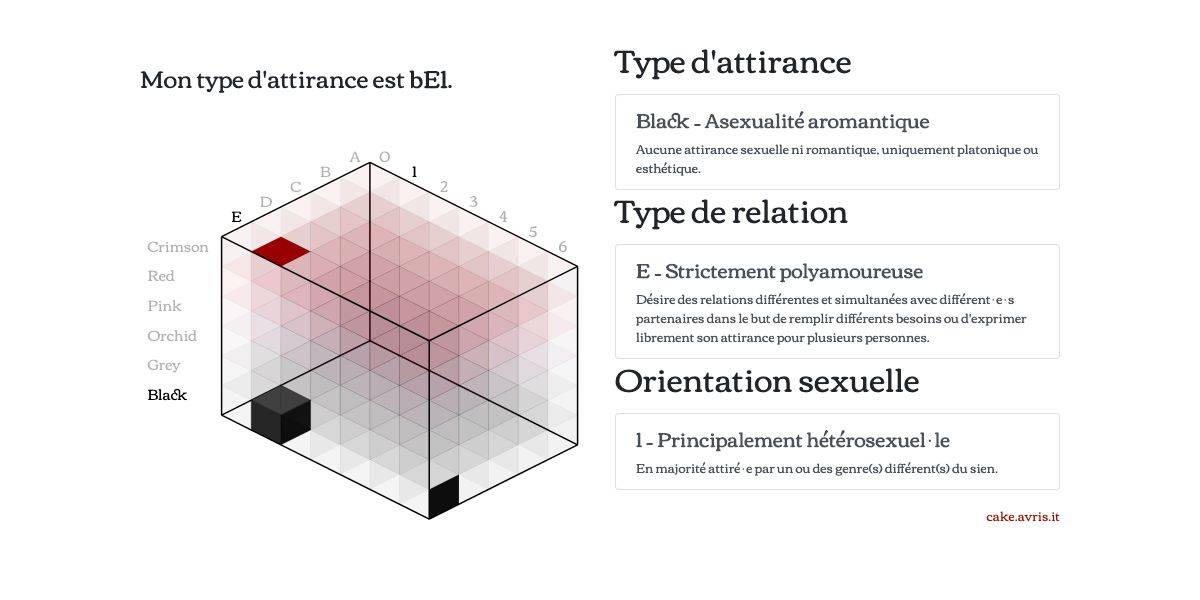 Mon type d'attirance est bE1.
A O
B 1
C 2
D 3
E 4
5
6
Crimson
Red
Pink
Orchid
Grey
Black
Type d'attirance
Black - Asexualité aromantique
Aucune attirance sexuelle ni romantique, uniquement platonique ou
esthétique.
Type de relation
E - Strictement polyamoureuse
Désire des relations différentes et simultanées avec différent·e·s
partenaires dans le but de remplir différents besoins ou d'exprimer
librement son attirance pour plusieurs personnes.
Orientation sexuelle
1 - Principalement hétérosexuel·le
En majorité attiré·e par un ou des genre(s) différent(s) du sien.
cake.avris.it